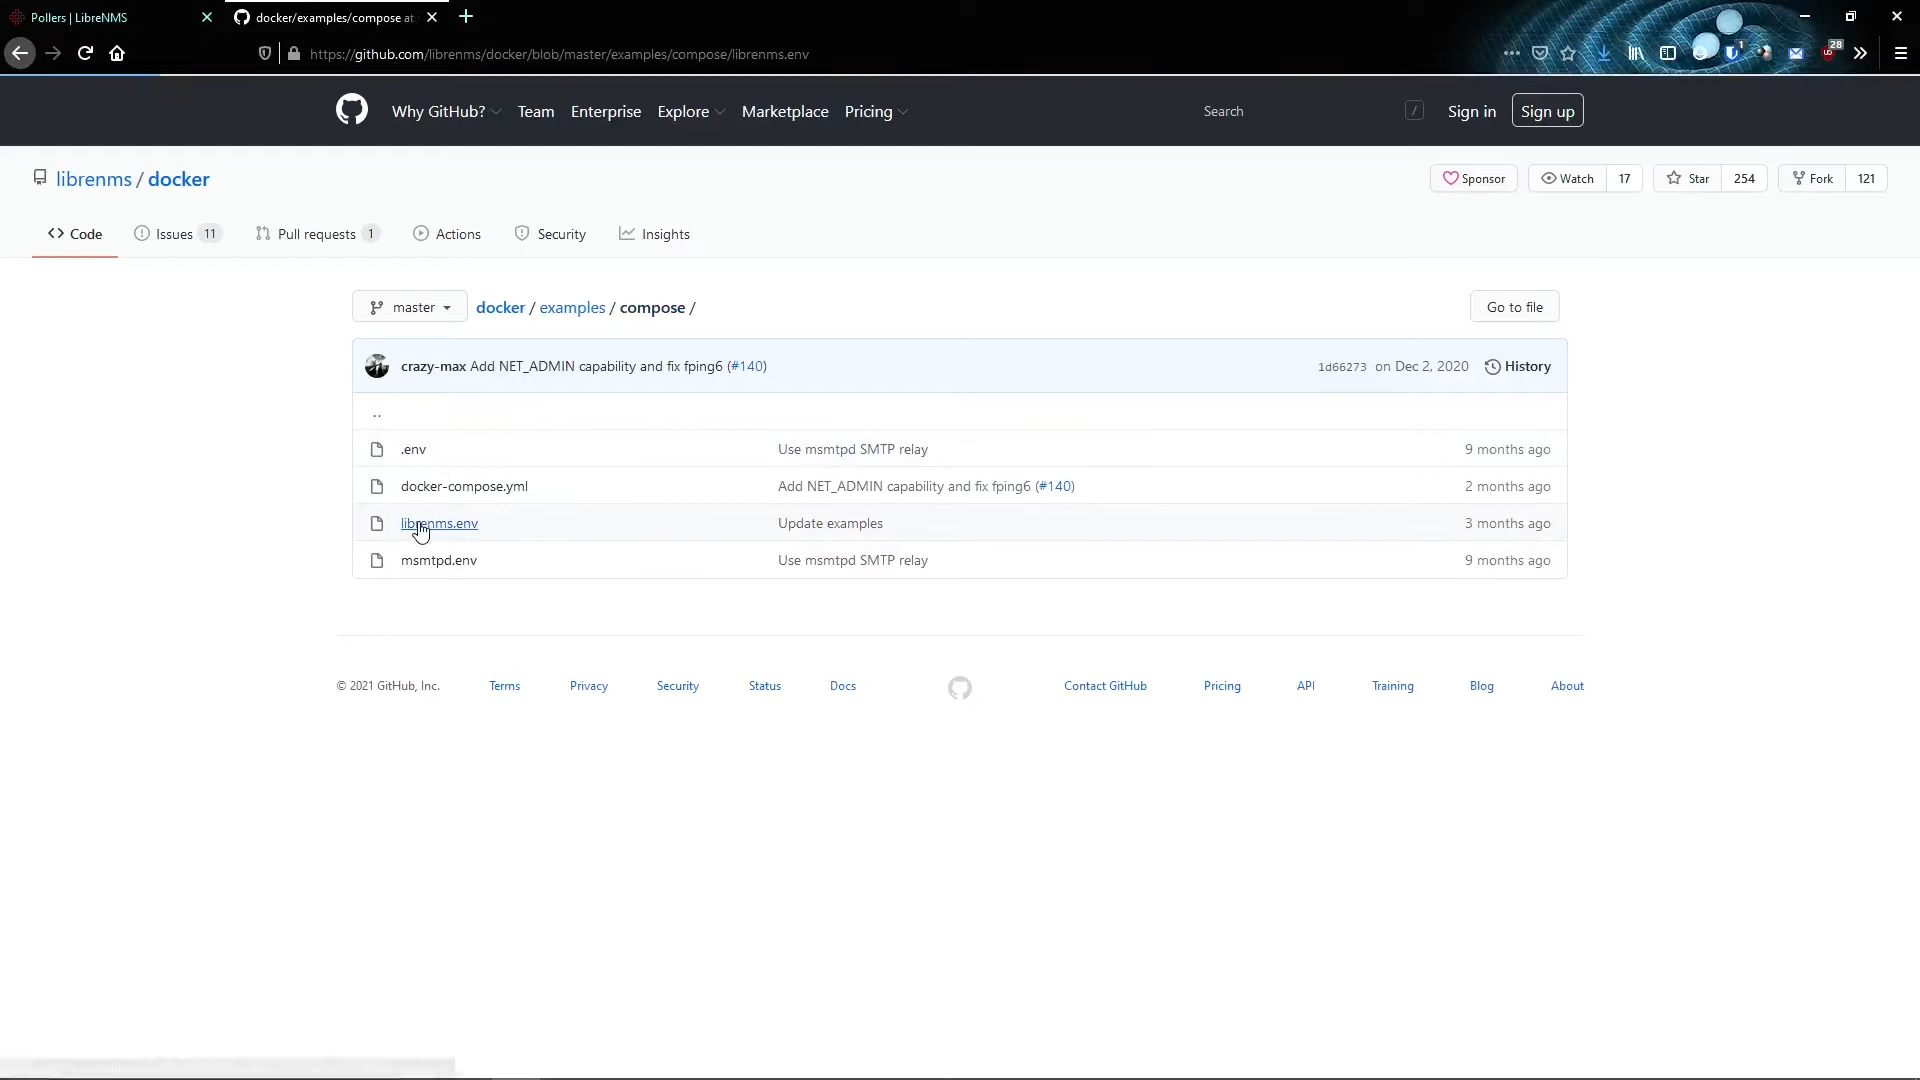 Pollers | LibreNMS
docker/examples/compose at
https://github.com/librenms/docker/blob/master/examples/compose/librenms.env
1
28
Why GitHub?
Team
Enterprise
Explore
Marketplace
Pricing
Search
/
Sign in
Sign up
librenms / docker
Sponsor
Watch 17
Star 254
Fork 121
Code
Issues 11
Pull requests 1
Actions
Security
Insights
master
docker / examples / compose /
Go to file
crazy-max Add NET_ADMIN capability and fix fping6 (#140)
1d66273 on Dec 2, 2020
History
..
.env Use msmtpd SMTP relay 9 months ago
docker-compose.yml Add NET_ADMIN capability and fix fping6 (#140) 2 months ago
librenms.env Update examples 3 months ago
msmtpd.env Use msmtpd SMTP relay 9 months ago
© 2021 GitHub, Inc.
Terms
Privacy
Security
Status
Docs
Contact GitHub
Pricing
API
Training
Blog
About